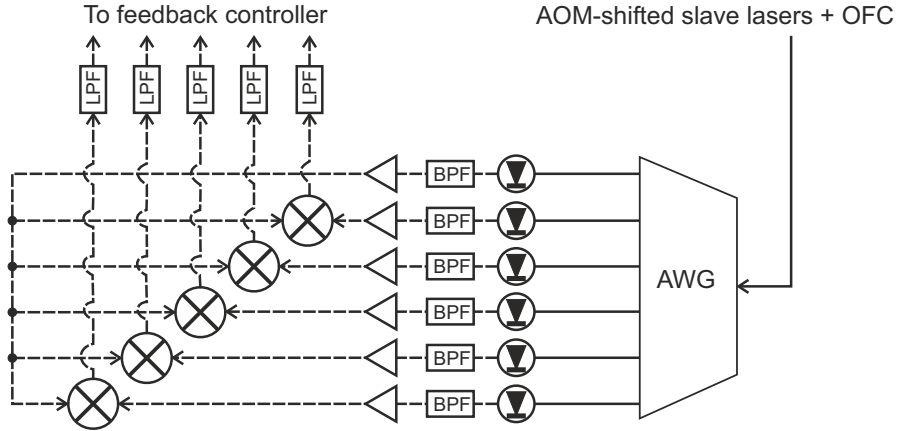 To feedback controller
AOM-shifted slave lasers + OFC
LPF
LPF
LPF
LPF
LPF
BPF
BPF
BPF
AWG
BPF
BPF
BPF